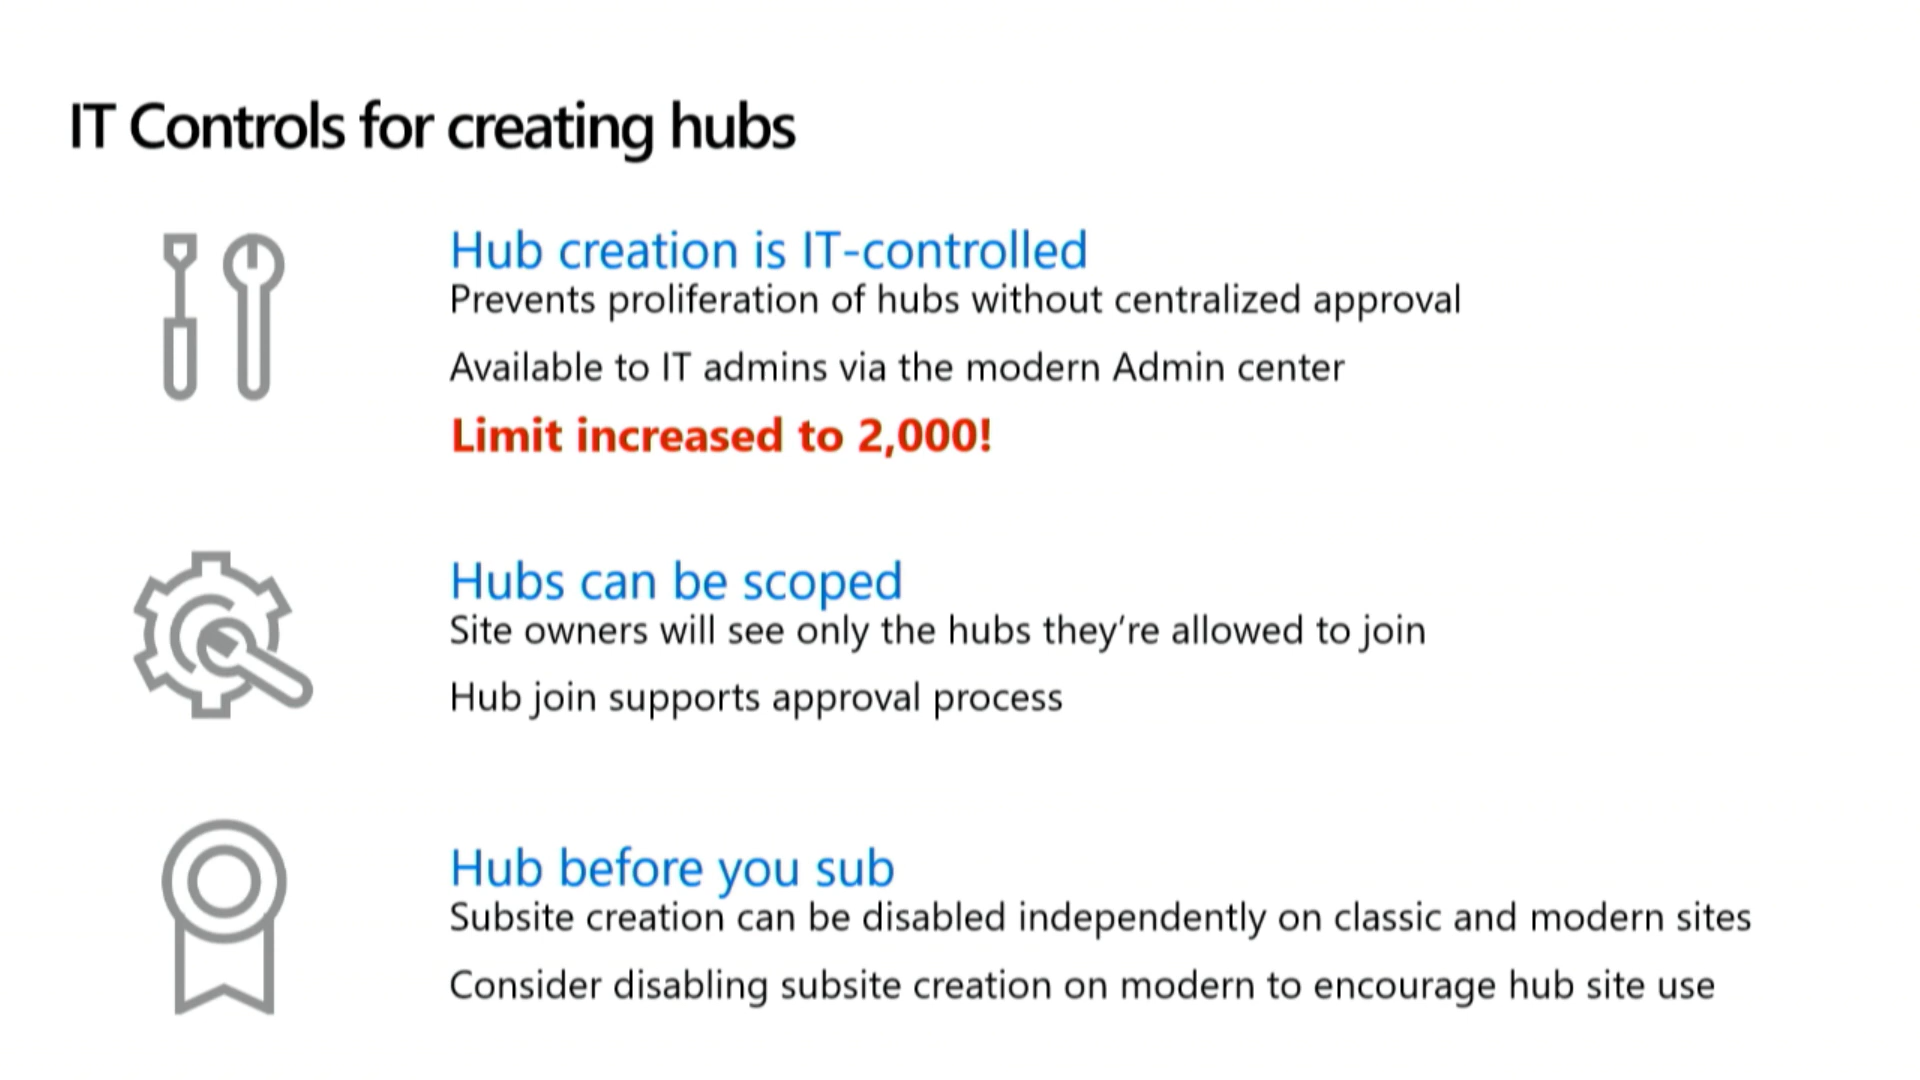 IT Controls for creating hubs
Hub creation is IT-controlled
Prevents proliferation of hubs without centralized approval
Available to IT admins via the modern Admin center
Limit increased to 2,000!
Hubs can be scoped
Site owners will see only the hubs they’re allowed to join
Hub join supports approval process
Hub before you sub
Subsite creation can be disabled independently on classic and modern sites
Consider disabling subsite creation on modern to encourage hub site use